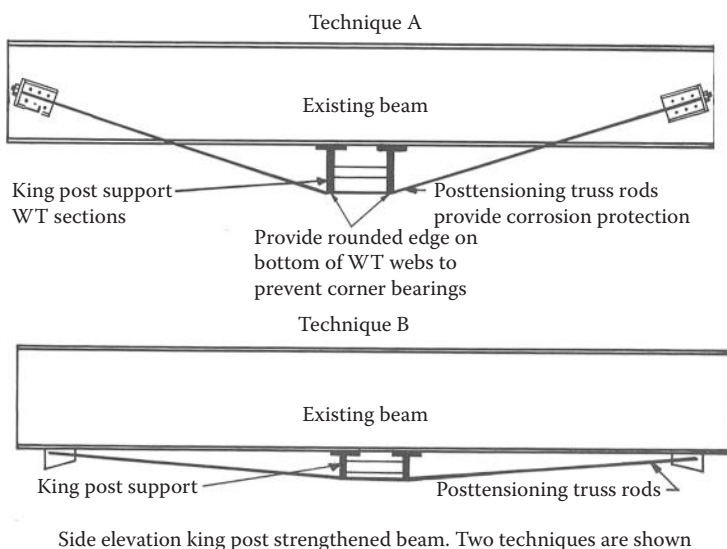 Technique A
Existing beam
King post support
WT sections
Posttensioning truss rods
provide corrosion protection
Provide rounded edge on
bottom of WT webs to
prevent corner bearings
Technique B
Existing beam
King post support
Posttensioning truss rods
Side elevation king post strengthened beam. Two techniques are shown